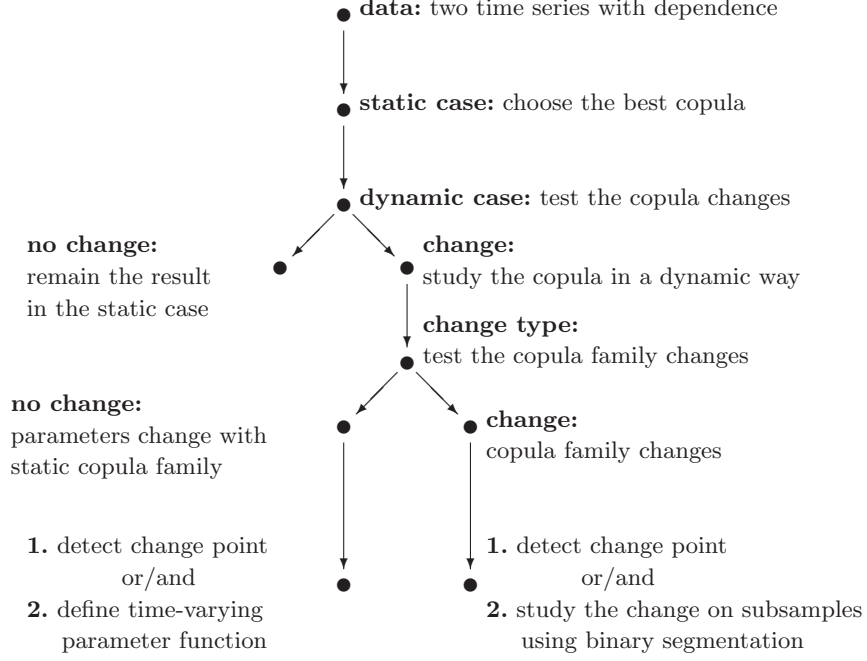 data: two time series with dependence
static case: choose the best copula
dynamic case: test the copula changes
no change:
remain the result
in the static case
change:
study the copula in a dynamic way
change type:
test the copula family changes
no change:
parameters change with
static copula family
change:
copula family changes
1. detect change point
or/and
2. define time-varying
parameter function
1. detect change point
or/and
2. study the change on subsamples
using binary segmentation